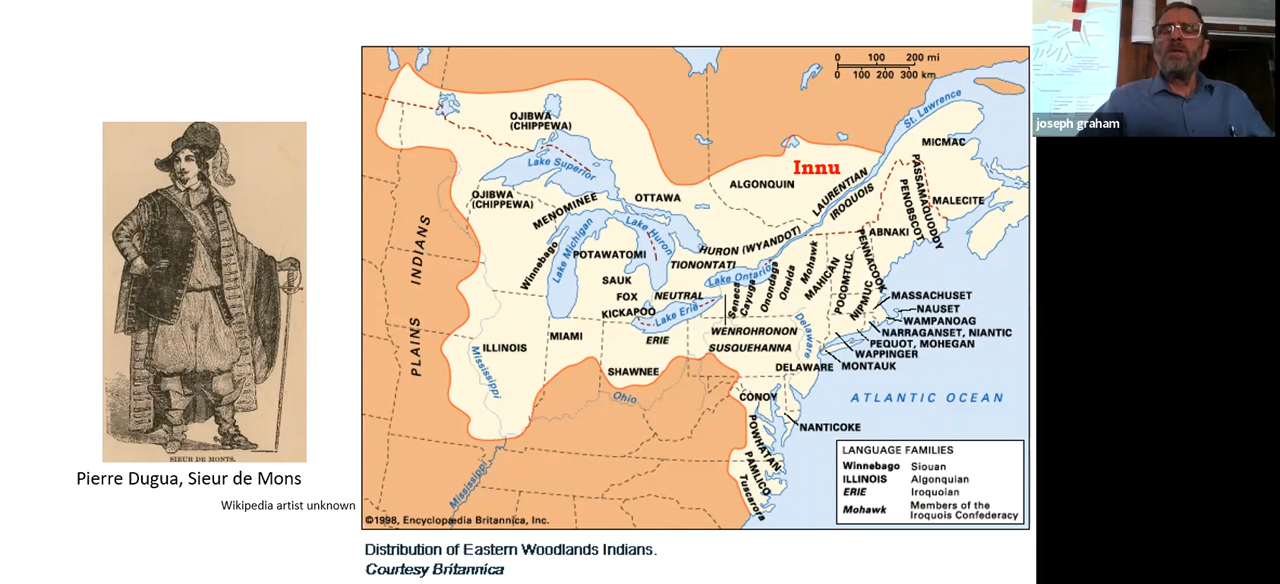 SIEUR DE MONTS.
Pierre Dugua, Sieur de Mons
Wikipedia artist unknown
0 100 200 mi
0 100 200 300 km
OJIBWA
(CHIPPEWA)
Lake Superior
OJIBWA
(CHIPPEWA)
MENOMINEE
OTTAWA
ALGONQUIN
Innu
St. Lawrence
MICMAC
LAURENTIAN
IROQUOIS
PASSAMAQUODDY
PENOBSCOT
MALECITE
ABNAKI
PENNACOOK
PLAINS INDIANS
Winnebago
Lake Michigan
POTAWATOMI
Lake Huron
HURON (WYANDOT)
TIONONTATI
Lake Ontario
SAUK
FOX
KICKAPOO
NEUTRAL
Lake Erie
Seneca
Cayuga
Onondaga
Oneida
Mohawk
MAHICAN
POCOMTUC
NIPMUC
MASSACHUSET
NAUSET
WAMPANOAG
NARRAGANSET, NIANTIC
PEQUOT, MOHEGAN
WAPPINGER
MONTAUK
ILLINOIS
MIAMI
ERIE
WENROHRONON
SUSQUEHANNA
Delaware
DELAWARE
Mississippi
SHAWNEE
Ohio
CONOY
NANTICOKE
POWHATAN
PAMLICO
Tuscarora
Mississippi
ATLANTIC OCEAN
LANGUAGE FAMILIES
Winnebago Siouan
ILLINOIS Algonquian
ERIE Iroquoian
Mohawk Members of the
Iroquois Confederacy
©1998, Encyclopædia Britannica, Inc.
Distribution of Eastern Woodlands Indians.
Courtesy Britannica
joseph graham